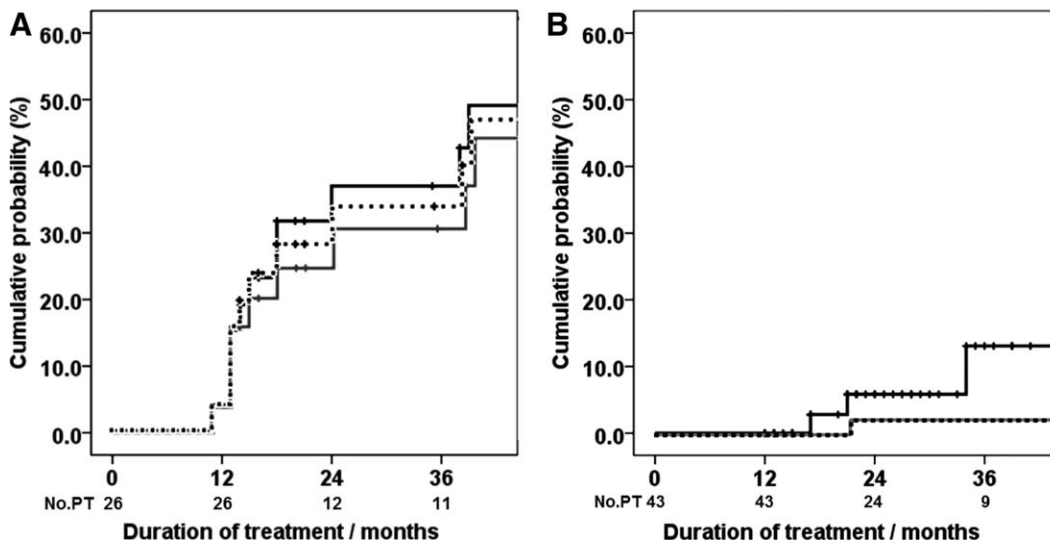 A
B
Cumulative probability (%)
60.0
50.0
40.0
30.0
20.0
10.0
0.0
0 12 24 36
No.PT 26 26 12 11
Duration of treatment / months
Cumulative probability (%)
60.0
50.0
40.0
30.0
20.0
10.0
0.0
0 12 24 36
No.PT 43 43 24 9
Duration of treatment / months